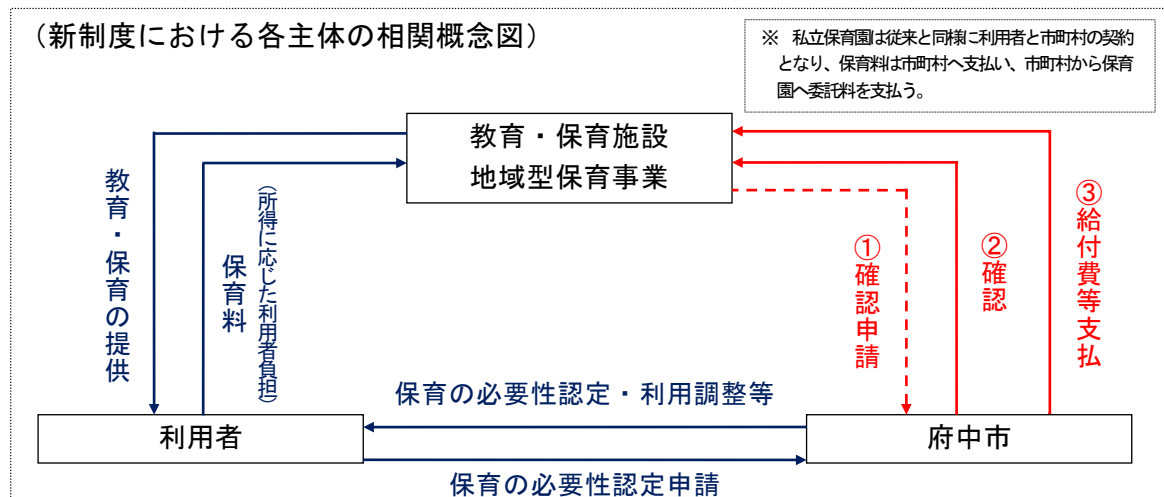 (新制度における各主体の相関概念図)
※ 私立保育園は従来と同様に利用者と市町村の契約
となり、保育料は市町村へ支払い、市町村から保育
園へ委託料を支払う。
教育・保育施設
地域型保育事業
教育・保育の提供
保育料
(所得に応じた利用者負担)
①確認申請
②確認
③給付費等支払
保育の必要性認定・利用調整等
利用者
府中市
保育の必要性認定申請